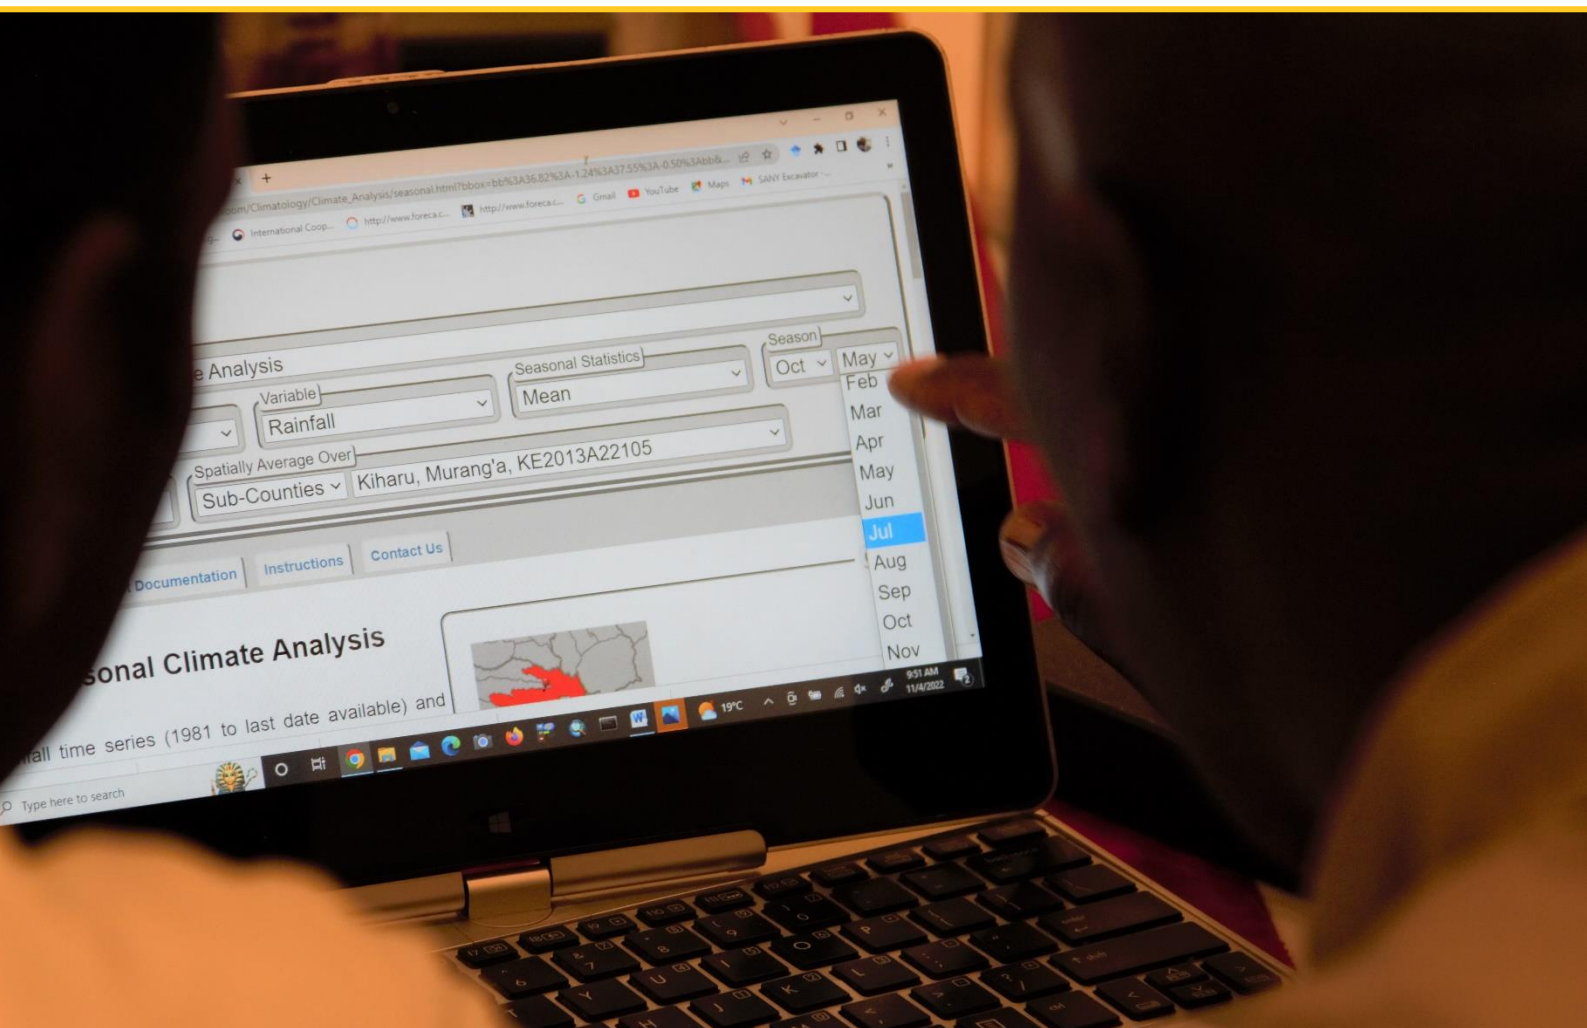 +
oom/Climatology/Climate_Analysis/seasonal.html?bbox=bb%3A36.82%3A-1.24%3A37.55%3A-0.50%3Abb&...
International Coop... http://www.foreca.c... http://www.foreca.c... Gmail YouTube Maps SANY Excavator -...
e Analysis
Variable
Rainfall
Seasonal Statistics
Mean
Season
Oct May
Feb
Mar
Apr
May
Jun
Jul
Aug
Sep
Oct
Nov
Spatially Average Over
Sub-Counties Kiharu, Murang'a, KE2013A22105
Documentation Instructions Contact Us
sonal Climate Analysis
fall time series (1981 to last date available) and
Type here to search
19°C
9:51 AM
11/4/2022
2